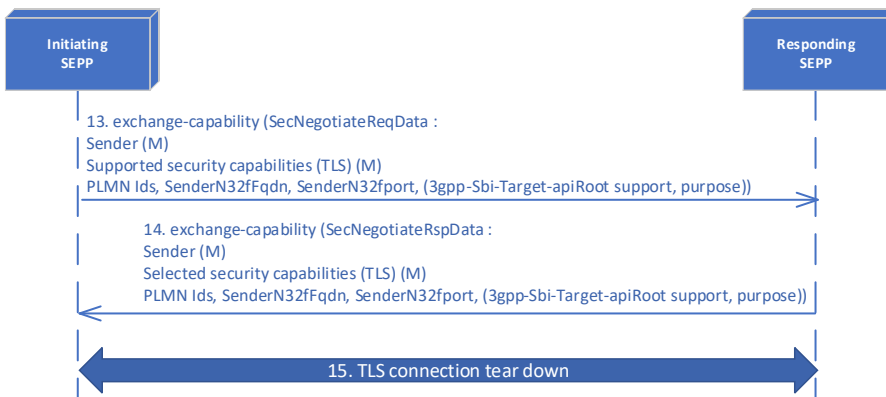 Initiating
SEPP
Responding
SEPP
13. exchange-capability (SecNegotiateReqData :
Sender (M)
Supported security capabilities (TLS) (M)
PLMN Ids, SenderN32fFqdn, SenderN32fport, (3gpp-Sbi-Target-apiRoot support, purpose))
14. exchange-capability (SecNegotiateRspData :
Sender (M)
Selected security capabilities (TLS) (M)
PLMN Ids, SenderN32fFqdn, SenderN32fport, (3gpp-Sbi-Target-apiRoot support, purpose))
15. TLS connection tear down